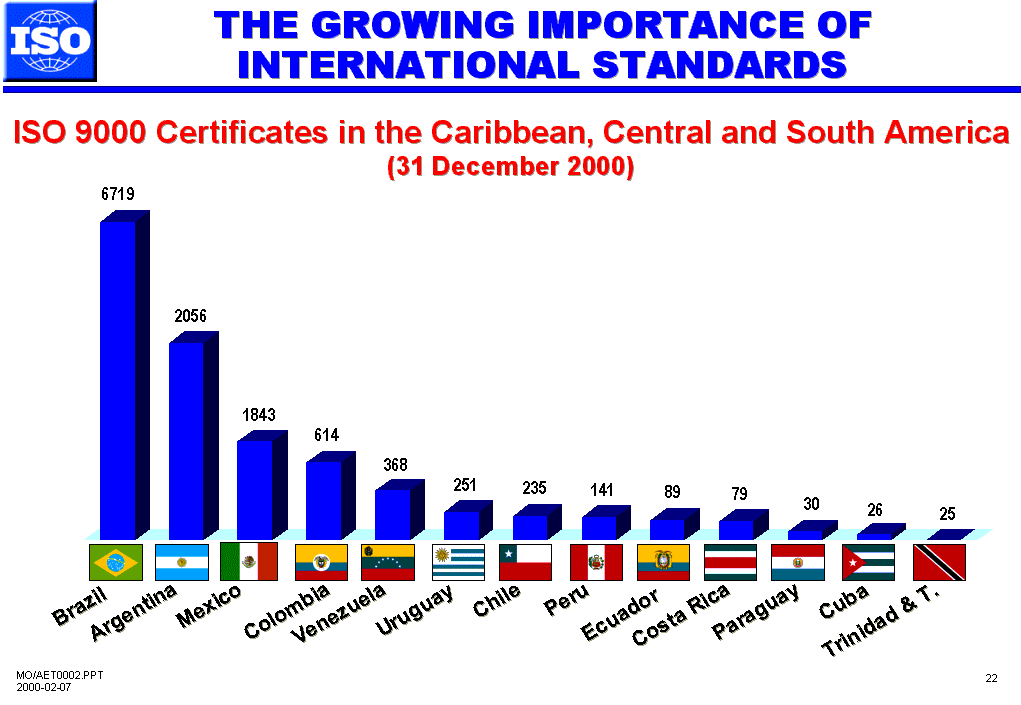 ISO
THE GROWING IMPORTANCE OF
INTERNATIONAL STANDARDS
ISO 9000 Certificates in the Caribbean, Central and South America
(31 December 2000)
6719
2056
1843
614
368
251
235
141
89
79
30
26
25
Brazil
Argentina
Mexico
Colombia
Venezuela
Uruguay
Chile
Peru
Ecuador
Costa Rica
Paraguay
Cuba
Trinidad & T.
MO/AET0002.PPT
2000-02-07
22